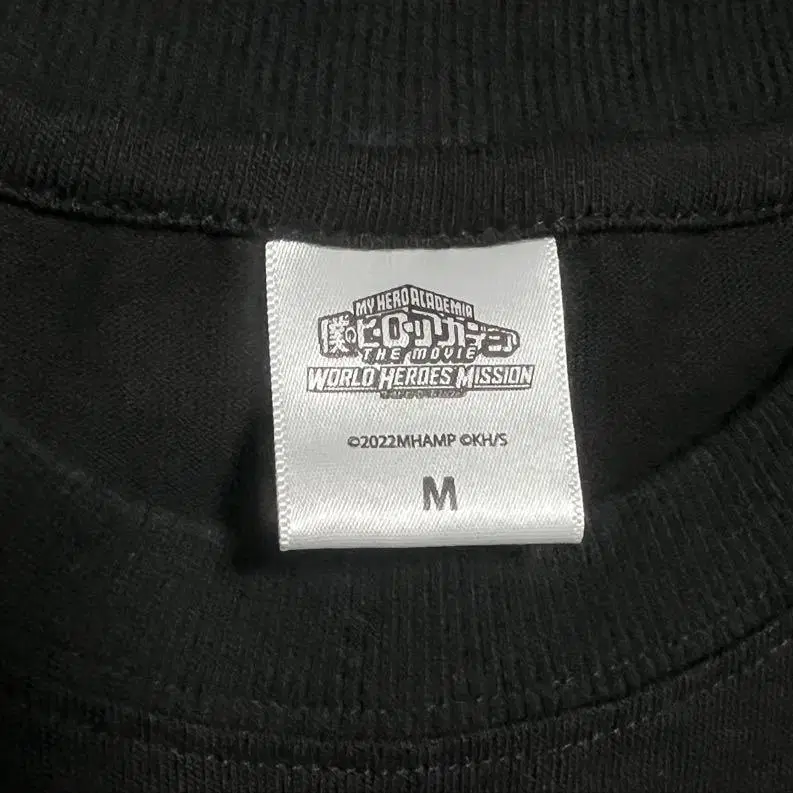 MY HERO ACADEMIA
僕のヒーローアカデミア
THE MOVIE
WORLD HEROES MISSION
©2022MHAMP ©KH/S
M